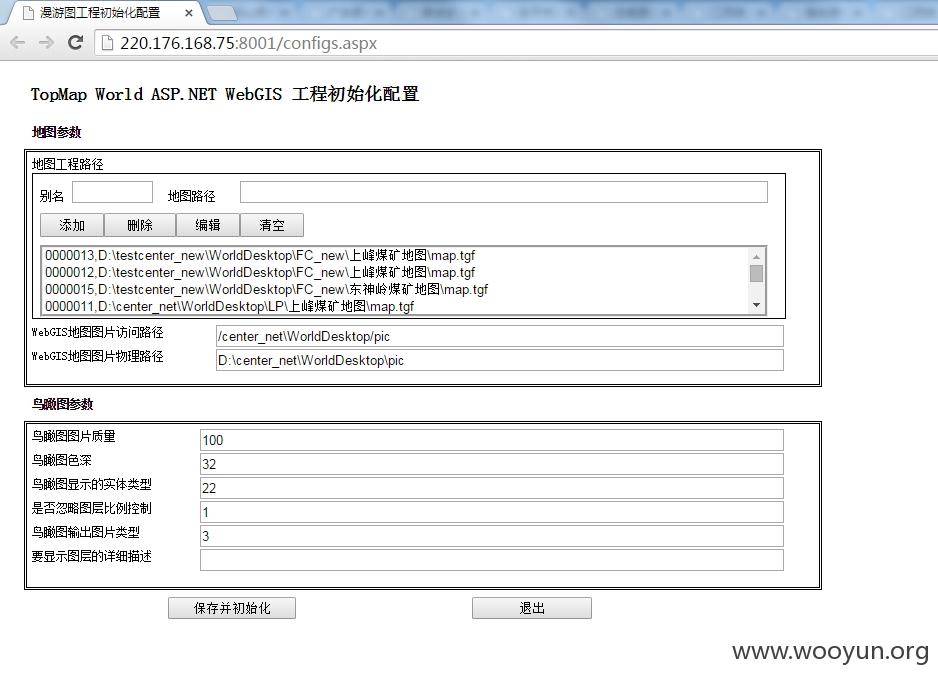 漫游图工程初始化配置
220.176.168.75:8001/configs.aspx
TopMap World ASP.NET WebGIS 工程初始化配置
地图参数
地图工程路径
别名 地图路径
添加 删除 编辑 清空
0000013,D:\testcenter_new\WorldDesktop\FC_new\上峰煤矿地图\map.tgf
0000012,D:\testcenter_new\WorldDesktop\FC_new\上峰煤矿地图\map.tgf
0000015,D:\testcenter_new\WorldDesktop\FC_new\东神岭煤矿地图\map.tgf
0000011,D:\center_net\WorldDesktop\LP\上峰煤矿地图\map.tgf
WebGIS地图图片访问路径 /center_net\WorldDesktop/pic
WebGIS地图图片物理路径 D:\center_net\WorldDesktop\pic
鸟瞰图参数
鸟瞰图图片质量 100
鸟瞰图色深 32
鸟瞰图显示的实体类型 22
是否忽略图层比例控制 1
鸟瞰图输出图片类型 3
要显示图层的详细描述
保存并初始化 退出
www.wooyun.org